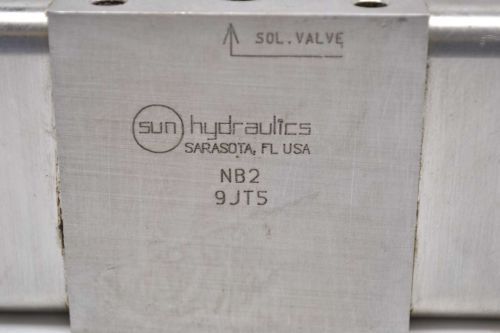 SOL. VALVE
sun hydraulics
SARASOTA, FL USA
NB2
9JT5